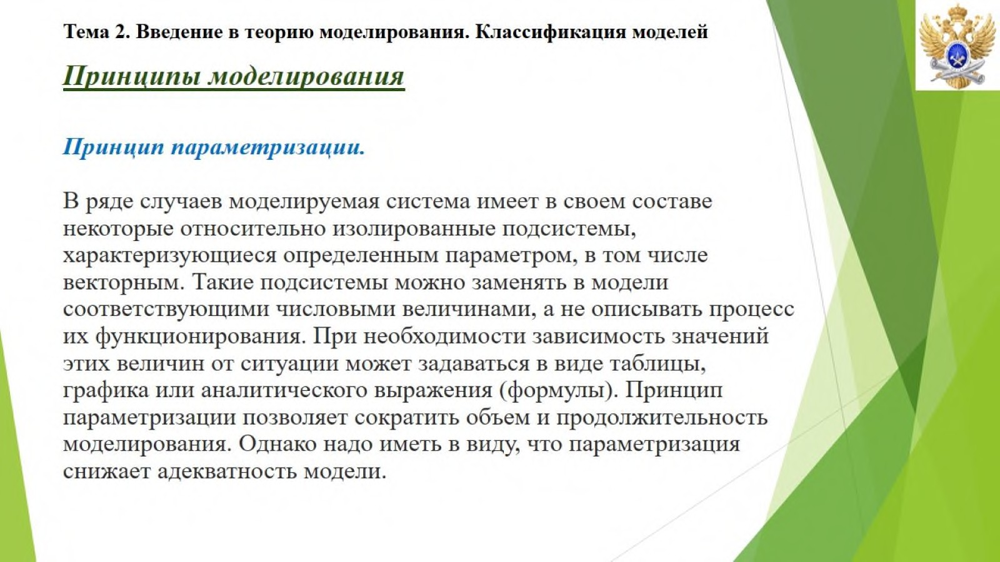 Тема 2. Введение в теорию моделирования. Классификация моделей
Принципы моделирования
Принцип параметризации.
В ряде случаев моделируемая система имеет в своем составе
некоторые относительно изолированные подсистемы,
характеризующиеся определенным параметром, в том числе
векторным. Такие подсистемы можно заменять в модели
соответствующими числовыми величинами, а не описывать процесс
их функционирования. При необходимости зависимость значений
этих величин от ситуации может задаваться в виде таблицы,
графика или аналитического выражения (формулы). Принцип
параметризации позволяет сократить объем и продолжительность
моделирования. Однако надо иметь в виду, что параметризация
снижает адекватность модели.